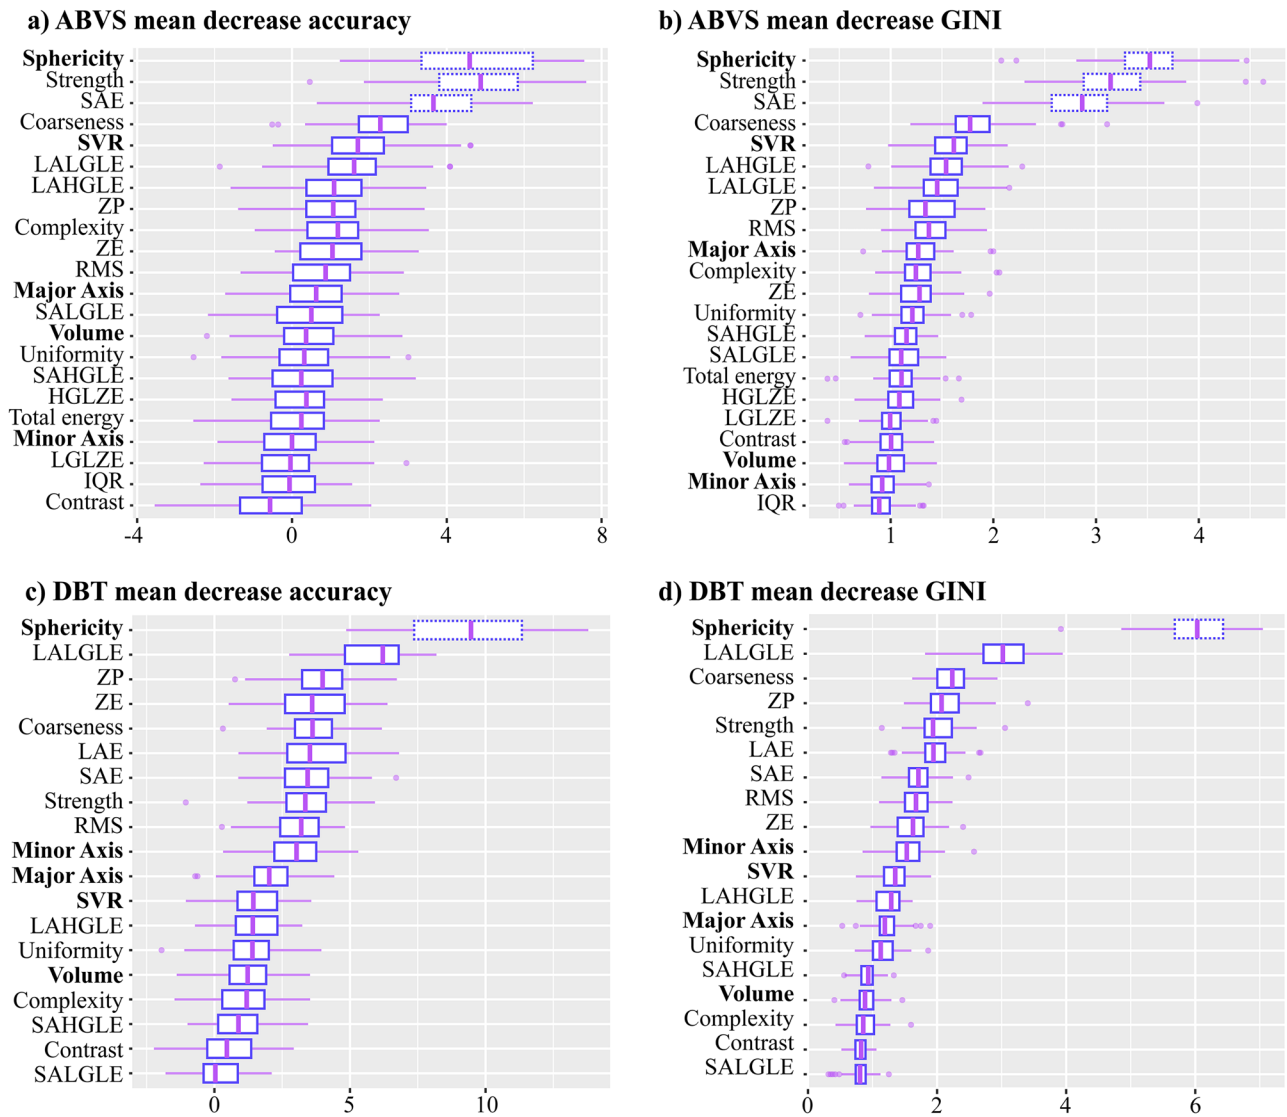 a) ABVS mean decrease accuracy
Sphericity
Strength
SAE
Coarseness
SVR
LALGLE
LAHGLE
ZP
Complexity
ZE
RMS
Major Axis
SALGLE
Volume
Uniformity
SAHGLE
HGLZE
Total energy
Minor Axis
LGLZE
IQR
Contrast
-4 0 4 8
b) ABVS mean decrease GINI
Sphericity
Strength
SAE
Coarseness
SVR
LAHGLE
LALGLE
ZP
RMS
Major Axis
Complexity
ZE
Uniformity
SAHGLE
SALGLE
Total energy
HGLZE
LGLZE
Contrast
Volume
Minor Axis
IQR
1 2 3 4
c) DBT mean decrease accuracy
Sphericity
LALGLE
ZP
ZE
Coarseness
LAE
SAE
Strength
RMS
Minor Axis
Major Axis
SVR
LAHGLE
Uniformity
Volume
Complexity
SAHGLE
Contrast
SALGLE
0 5 10
d) DBT mean decrease GINI
Sphericity
LALGLE
Coarseness
ZP
Strength
LAE
SAE
RMS
ZE
Minor Axis
SVR
LAHGLE
Major Axis
Uniformity
SAHGLE
Volume
Complexity
Contrast
SALGLE
0 2 4 6